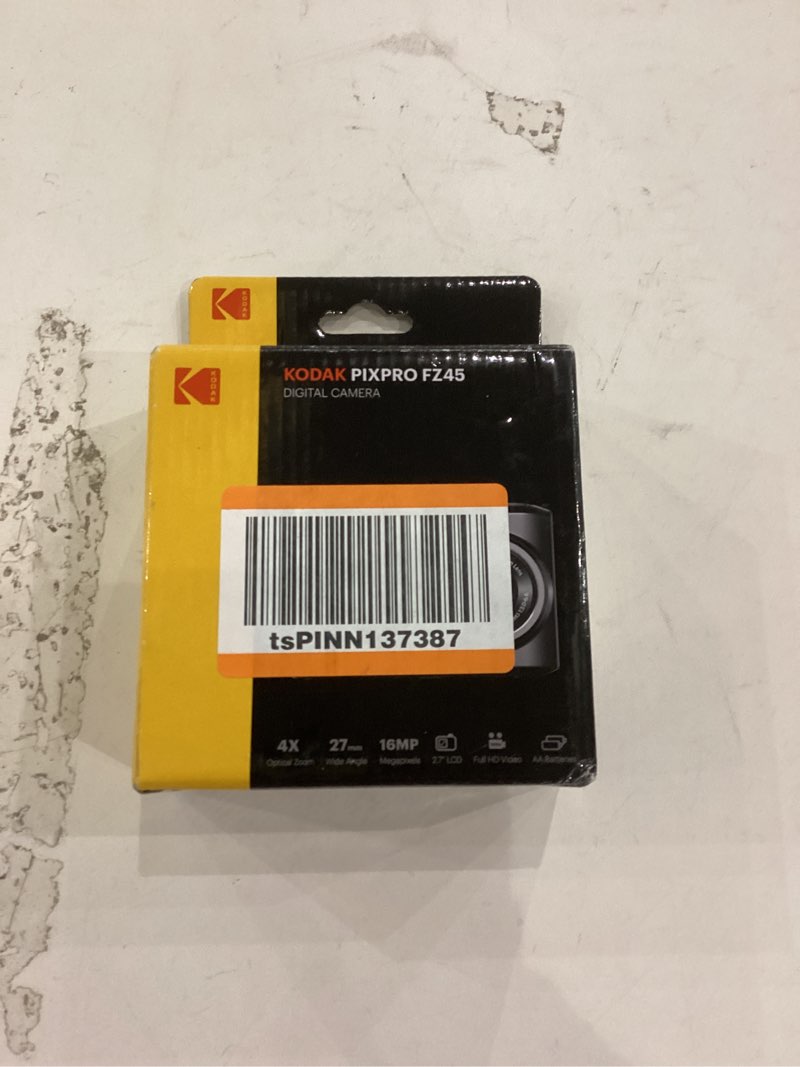 KODAK
KODAK
KODAK PIXPRO FZ45
DIGITAL CAMERA
tsPINN137387
4X
Optical Zoom
27mm
Wide Angle
16MP
Megapixels
2.7" LCD
Full HD Video
AA Batteries